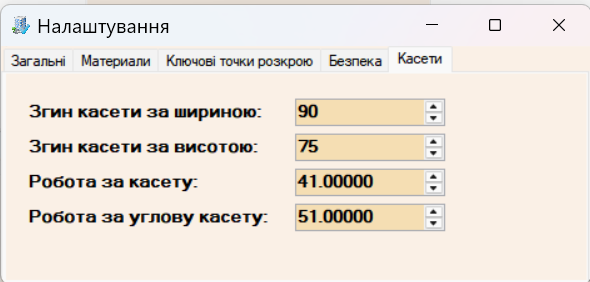 Налаштування
Загальні Материали Ключові точки розкрою Безпека Касети
Згин касети за шириною: 90
Згин касети за висотою: 75
Робота за касету: 41.00000
Робота за углову касету: 51.00000